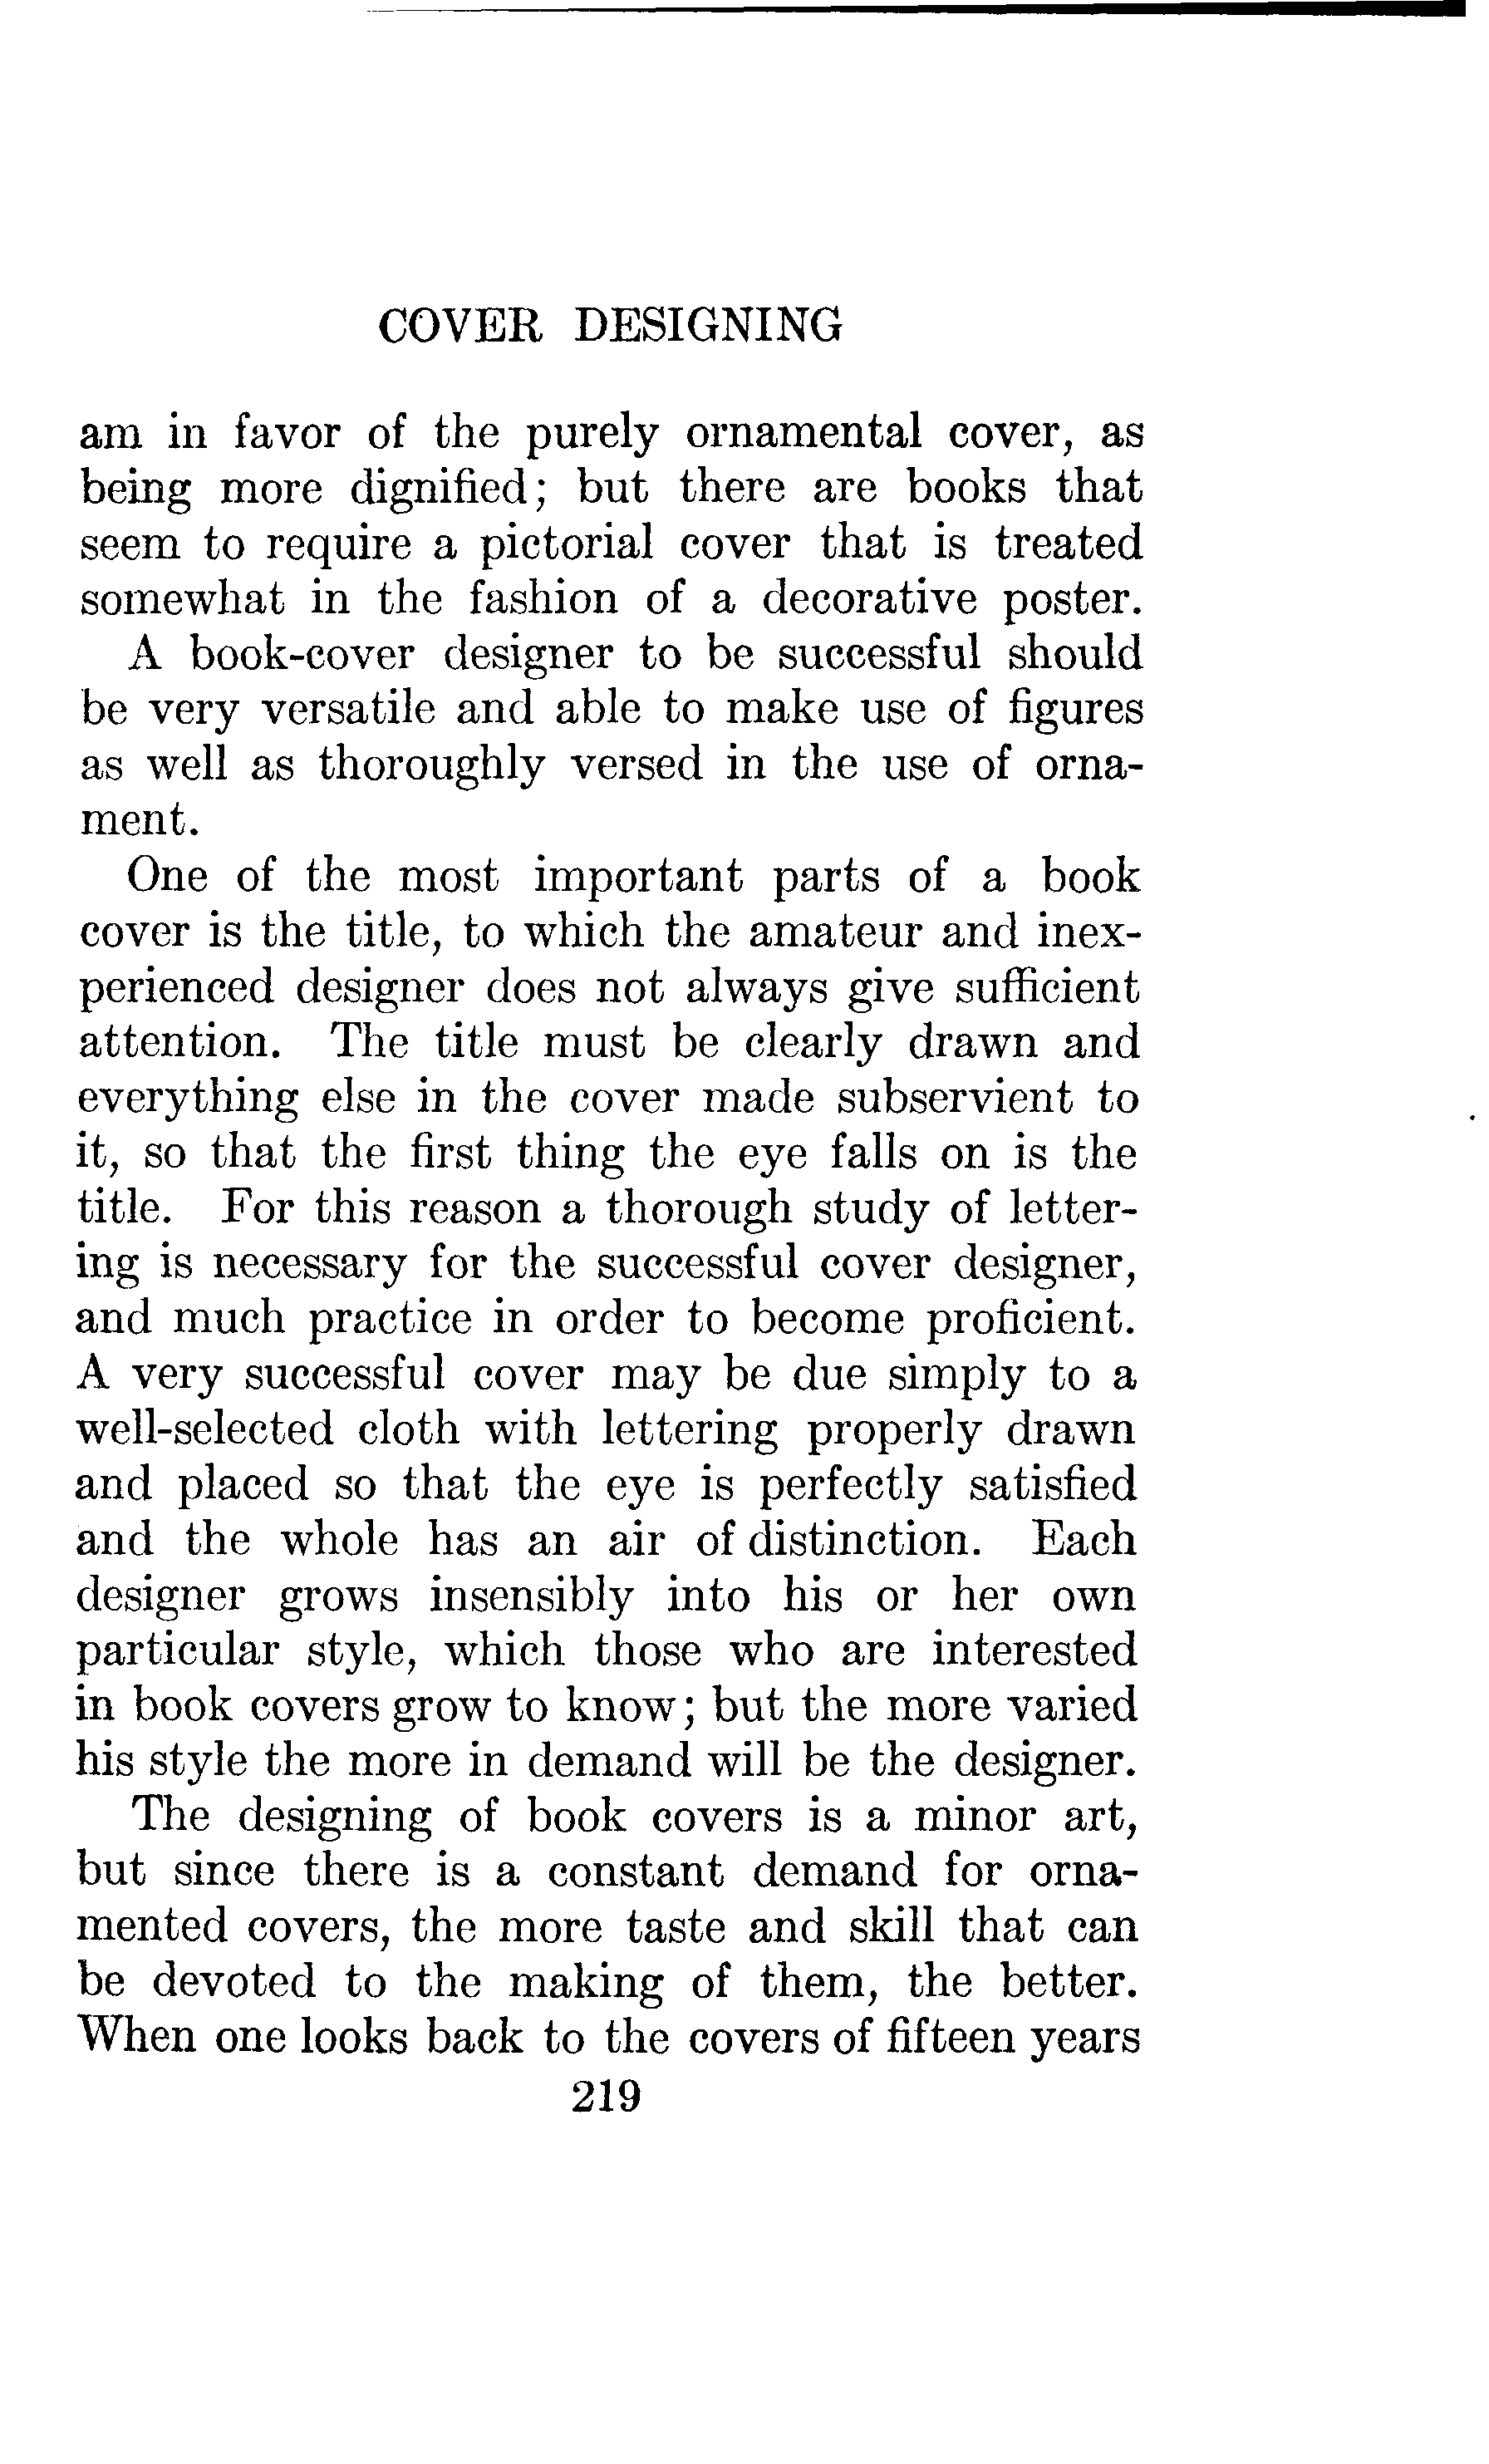 COVER DESIGNING
am in favor of the purely ornamental cover, as
being more dignified; but there are books that
seem to require a pictorial cover that is treated
somewhat in the fashion of a decorative poster.
A book-cover designer to be successful should
be very versatile and able to make use of figures
as well as thoroughly versed in the use of orna-
ment.
One of the most important parts of a book
cover is the title, to which the amateur and inex-
perienced designer does not always give sufficient
attention. The title must be clearly drawn and
everything else in the cover made subservient to
it, so that the first thing the eye falls on is the
title. For this reason a thorough study of letter-
ing is necessary for the successful cover designer,
and much practice in order to become proficient.
A very successful cover may be due simply to a
well-selected cloth with lettering properly drawn
and placed so that the eye is perfectly satisfied
and the whole has an air of distinction. Each
designer grows insensibly into his or her own
particular style, which those who are interested
in book covers grow to know; but the more varied
his style the more in demand will be the designer.
The designing of book covers is a minor art,
but since there is a constant demand for orna-
mented covers, the more taste and skill that can
be devoted to the making of them, the better.
When one looks back to the covers of fifteen years
219